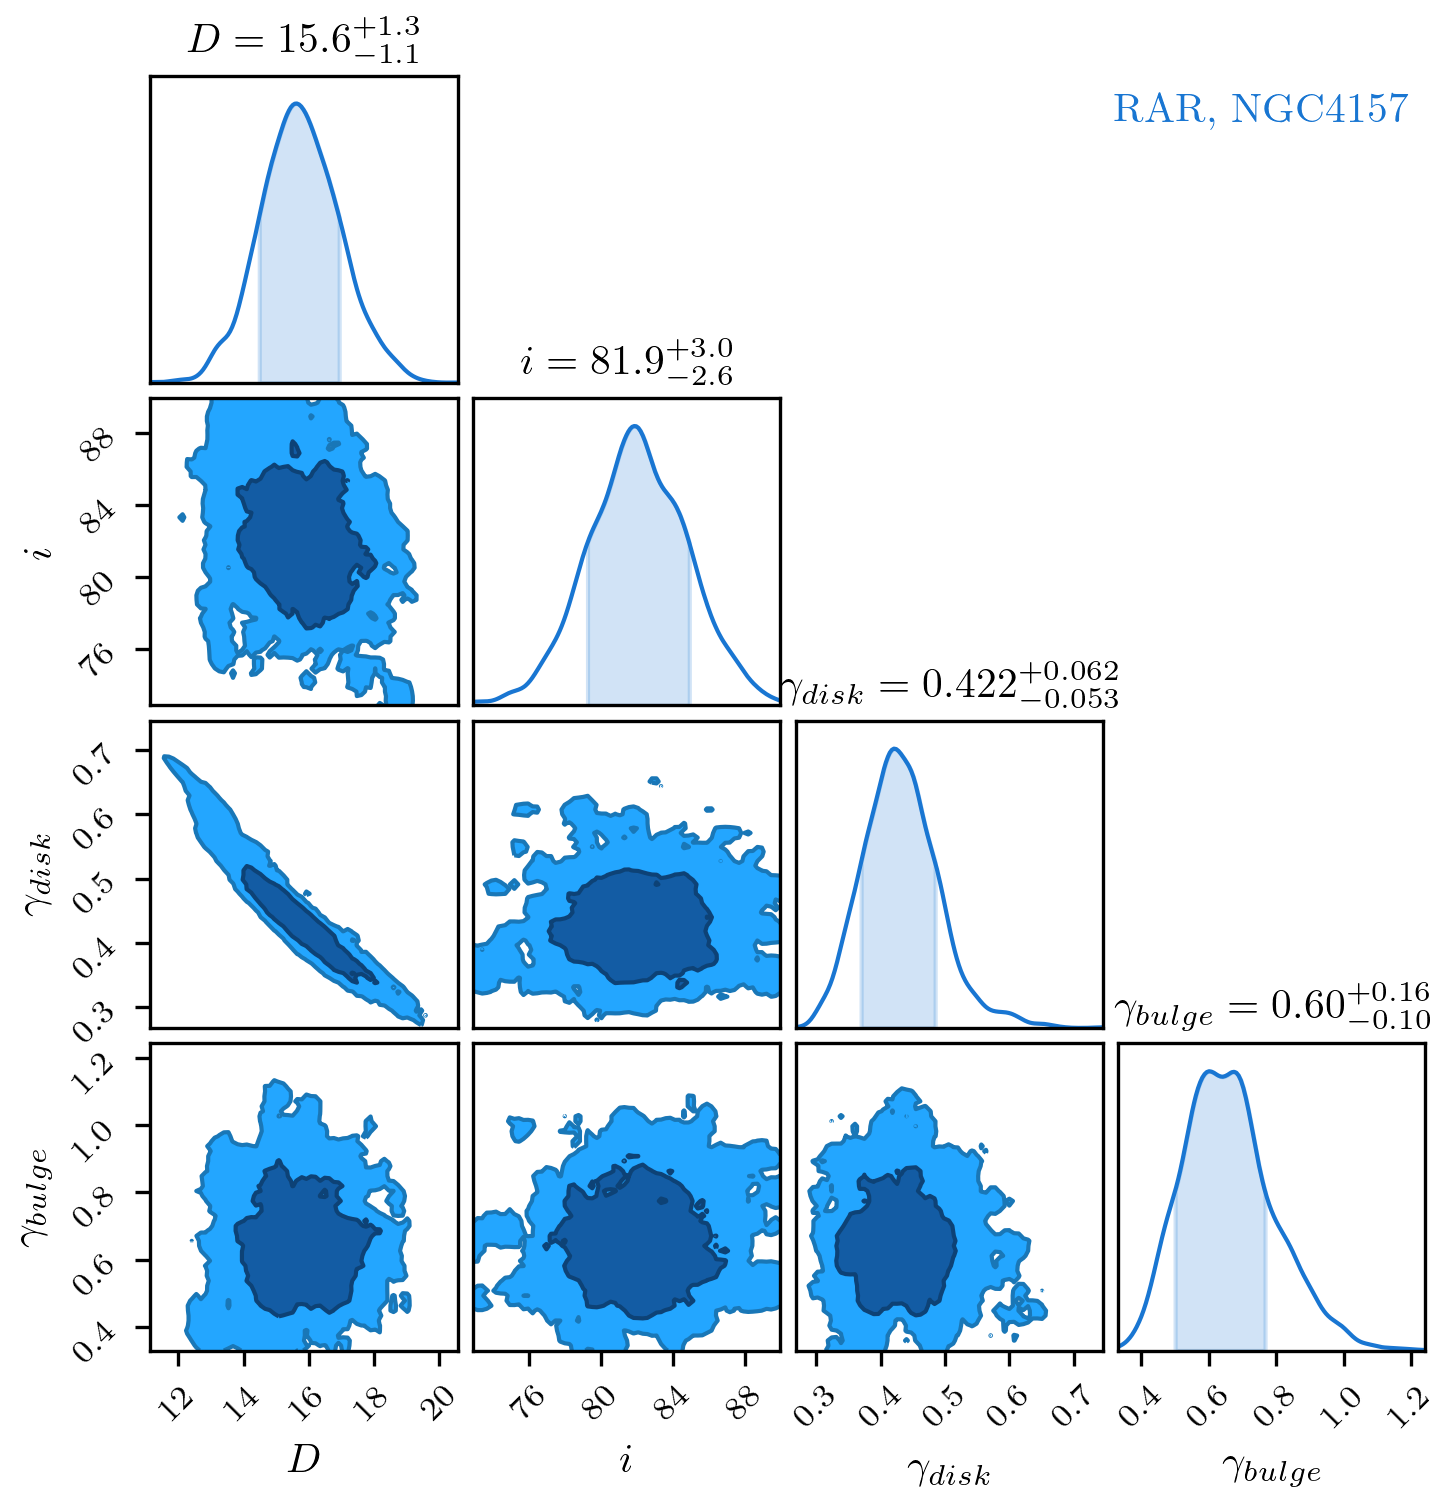 D = 15.6^{+1.3}_{-1.1}
RAR, NGC4157
i = 81.9^{+3.0}_{-2.6}
88
84
80
76
i
γ_{disk} = 0.422^{+0.062}_{-0.053}
0.7
0.6
0.5
0.4
0.3
γ_{disk}
γ_{bulge} = 0.60^{+0.16}_{-0.10}
1.2
1.0
0.8
0.6
0.4
γ_{bulge}
12 14 16 18 20 76 80 84 88 0.3 0.4 0.5 0.6 0.7 0.4 0.6 0.8 1.0 1.2
D i γ_{disk} γ_{bulge}